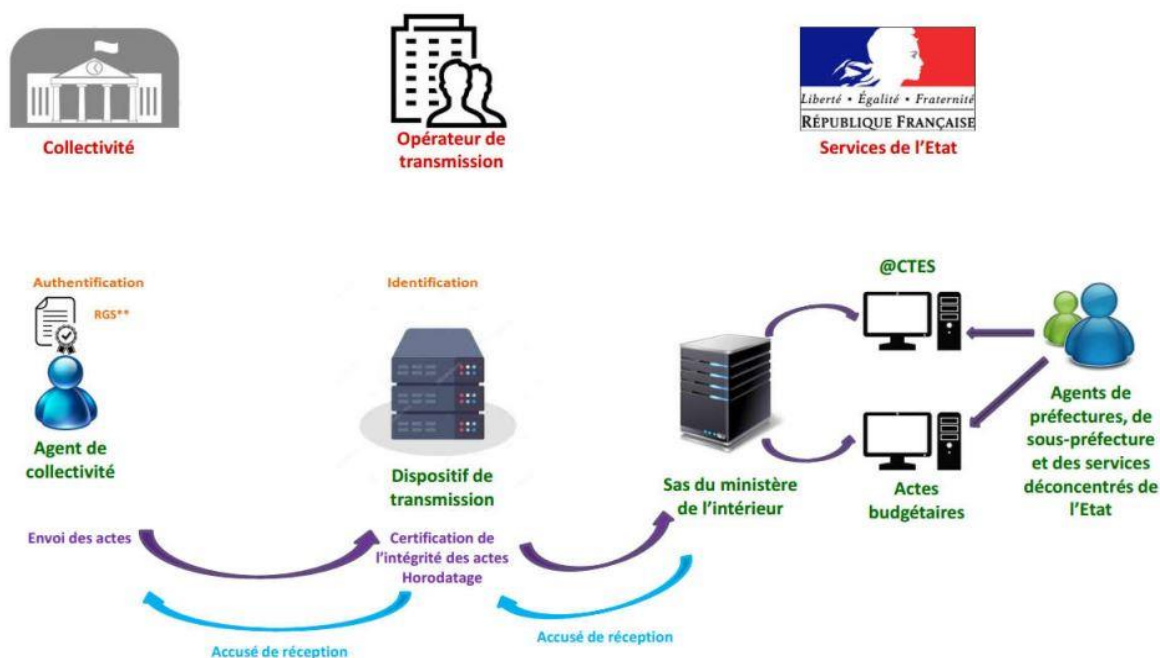 Liberté • Égalité • Fraternité
RÉPUBLIQUE FRANÇAISE
Collectivité
Opérateur de
transmission
Services de l'Etat
@CTES
Authentification
Identification
RGS**
Agent de
collectivité
Dispositif de
transmission
Sas du ministère
de l'intérieur
Actes
budgétaires
Agents de
préfectures, de
sous-préfecture
et des services
déconcentrés de
l'Etat
Envoi des actes
Certification de
l'intégrité des actes
Horodatage
Accusé de réception
Accusé de réception